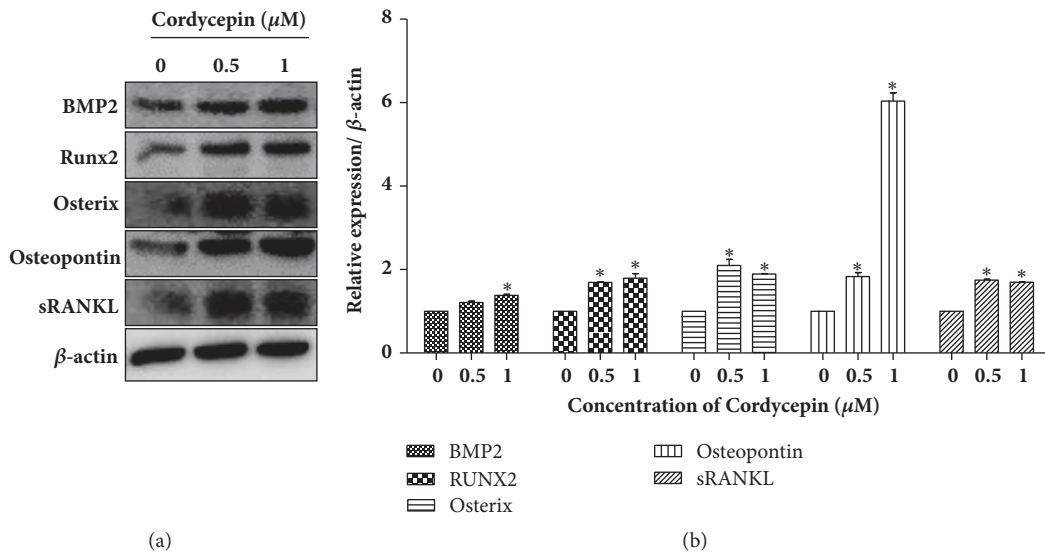 Cordycepin (μM)
0 0.5 1
BMP2
Runx2
Osterix
Osteopontin
sRANKL
β-actin
(a)
Relative expression/ β-actin
8
6
4
2
0
* * * * * * * * *
0 0.5 1 0 0.5 1 0 0.5 1 0 0.5 1 0 0.5 1
Concentration of Cordycepin (μM)
BMP2
RUNX2
Osterix
Osteopontin
sRANKL
(b)